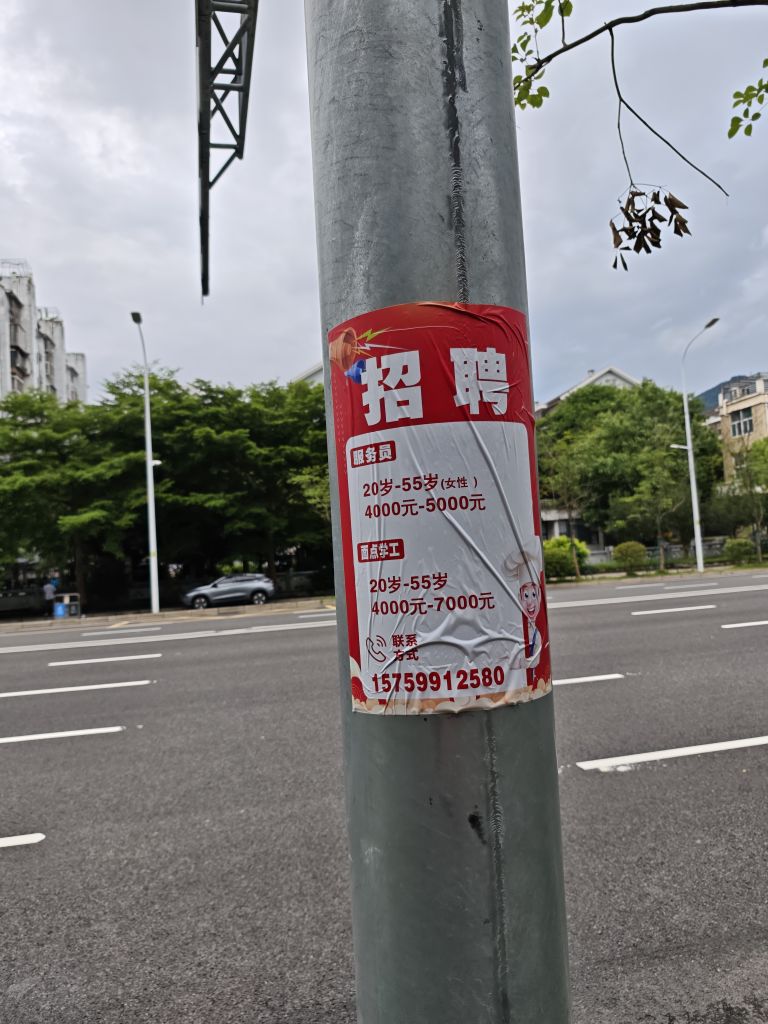 招聘
服务员
20岁-55岁(女性 )
4000元-5000元
面点学工
20岁-55岁
4000元-7000元
联系
方式
15759912580